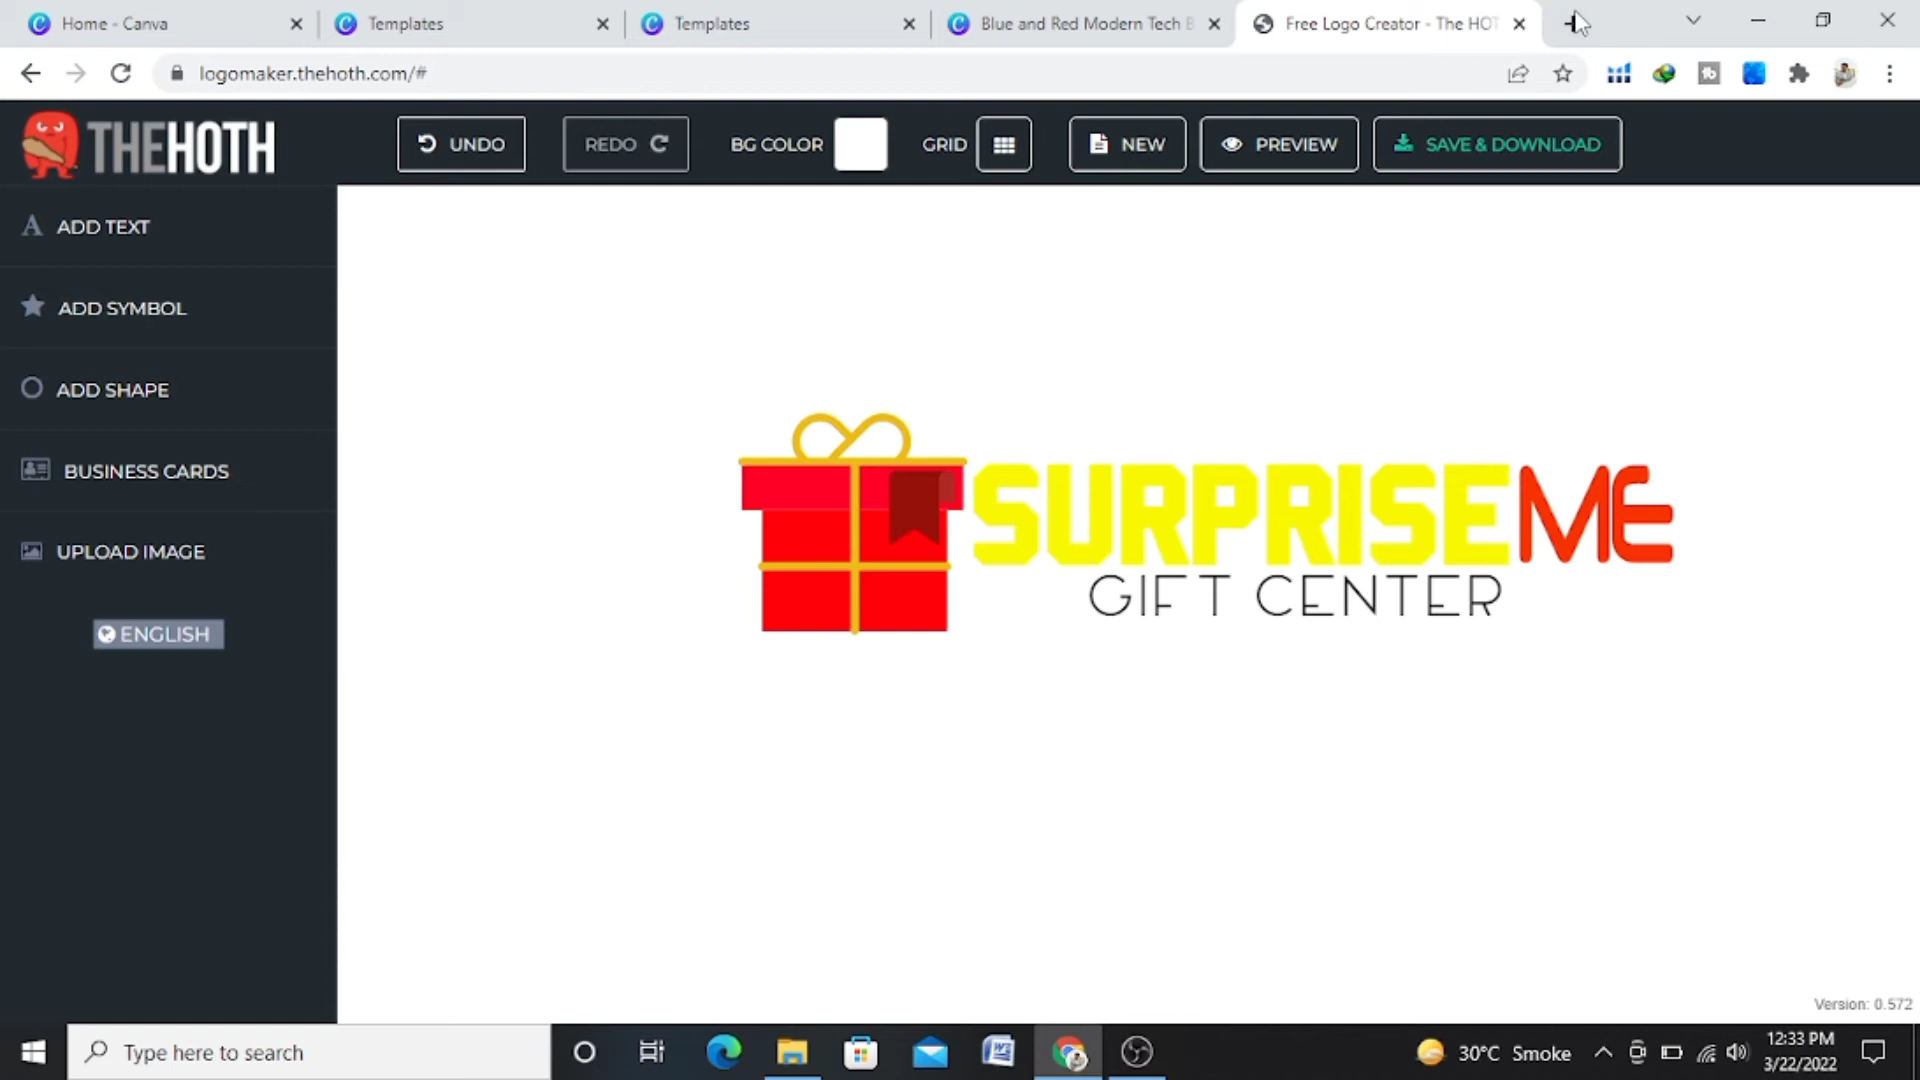 Home - Canva
Templates
Templates
Blue and Red Modern Tech B
Free Logo Creator - The HOT
logomaker.thehoth.com/#
THEHOTH
UNDO
REDO
BG COLOR
GRID
NEW
PREVIEW
SAVE & DOWNLOAD
ADD TEXT
ADD SYMBOL
ADD SHAPE
BUSINESS CARDS
UPLOAD IMAGE
ENGLISH
SURPRISEME
GIFT CENTER
Version: 0.572
Type here to search
30°C Smoke
12:33 PM
3/22/2022